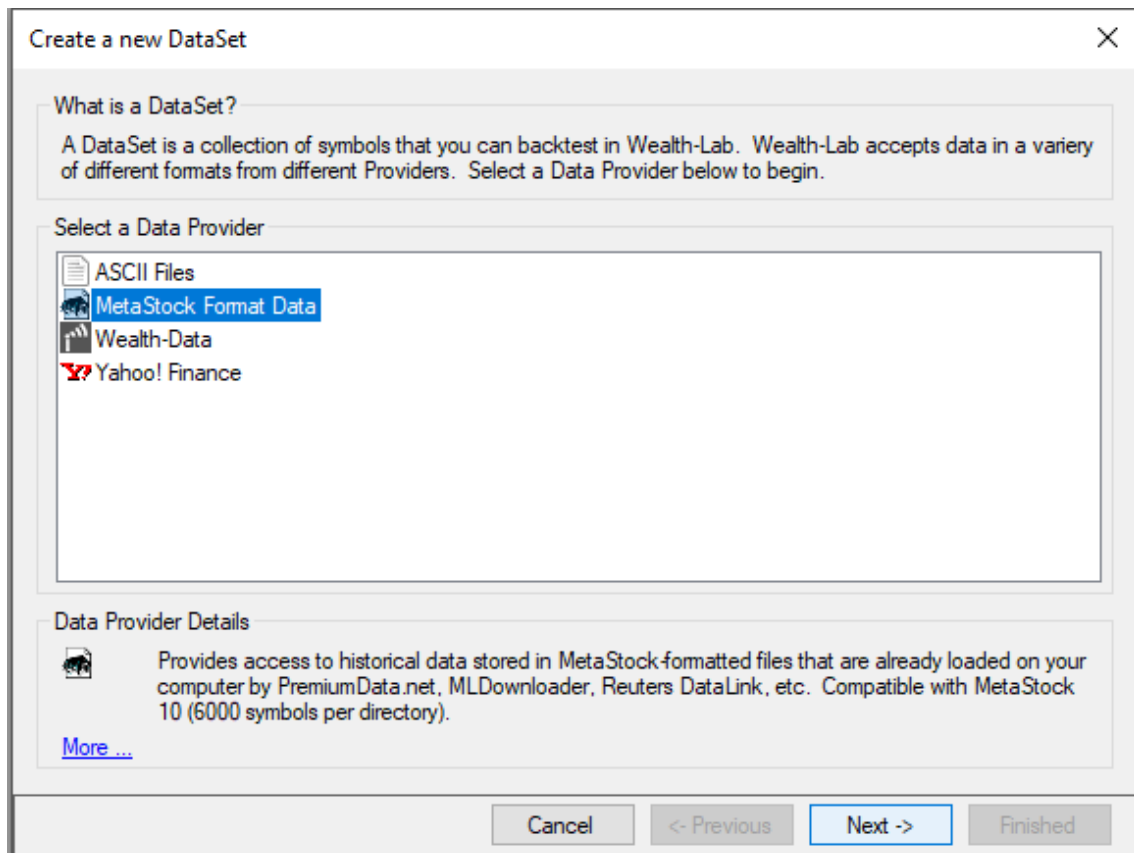 Create a new DataSet
What is a DataSet?
A DataSet is a collection of symbols that you can backtest in Wealth-Lab.  Wealth-Lab accepts data in a variery
of different formats from different Providers.  Select a Data Provider below to begin.
Select a Data Provider
ASCII Files
MetaStock Format Data
Wealth-Data
Yahoo! Finance
Data Provider Details
Provides access to historical data stored in MetaStock-formatted files that are already loaded on your
computer by PremiumData.net, MLDownloader, Reuters DataLink, etc.  Compatible with MetaStock
10 (6000 symbols per directory).
More ...
Cancel
<- Previous
Next ->
Finished